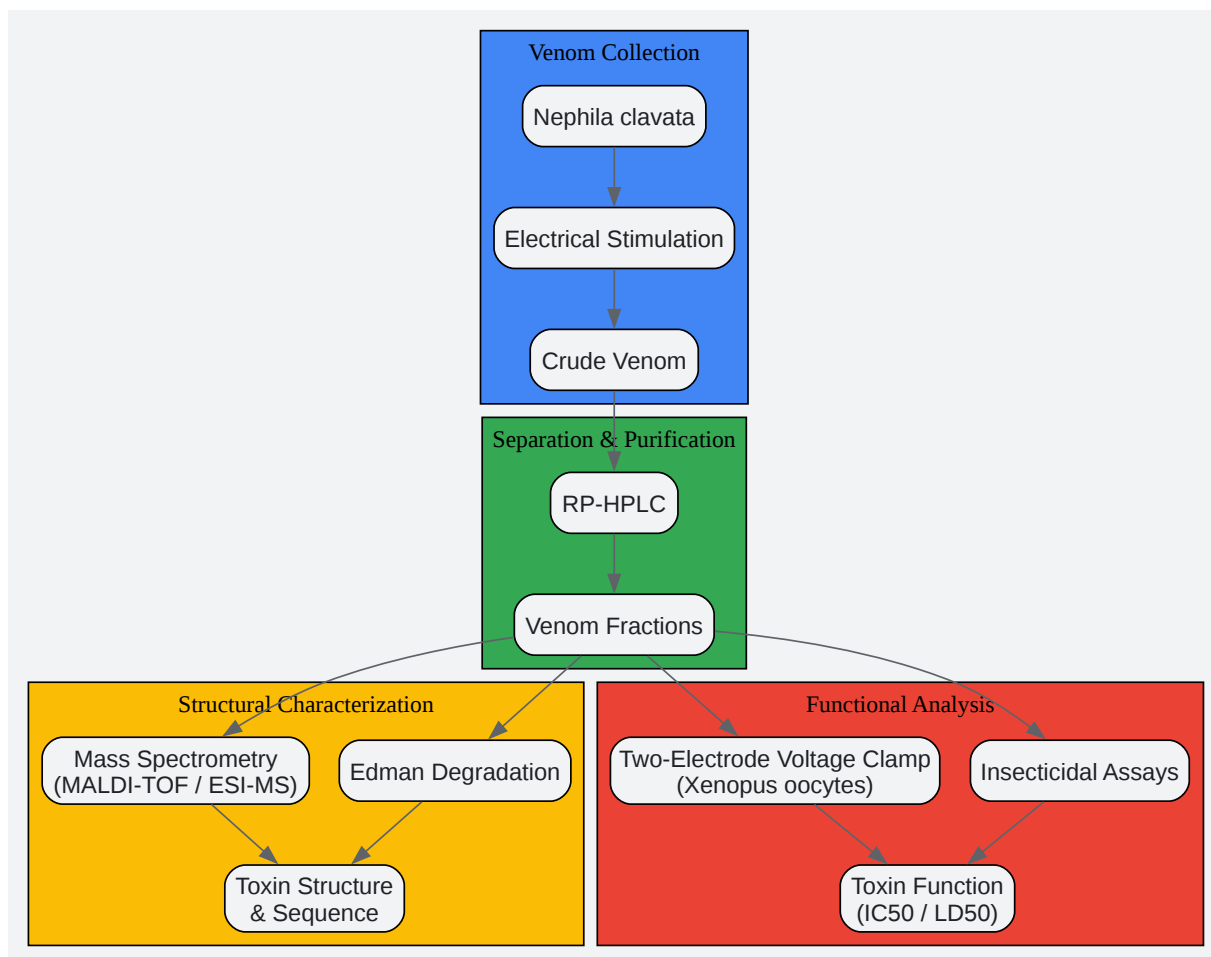 Venom Collection
Nephila clavata
Electrical Stimulation
Crude Venom
Separation & Purification
RP-HPLC
Venom Fractions
Structural Characterization
Mass Spectrometry
(MALDI-TOF / ESI-MS)
Edman Degradation
Toxin Structure
& Sequence
Functional Analysis
Two-Electrode Voltage Clamp
(Xenopus oocytes)
Insecticidal Assays
Toxin Function
(IC50 / LD50)